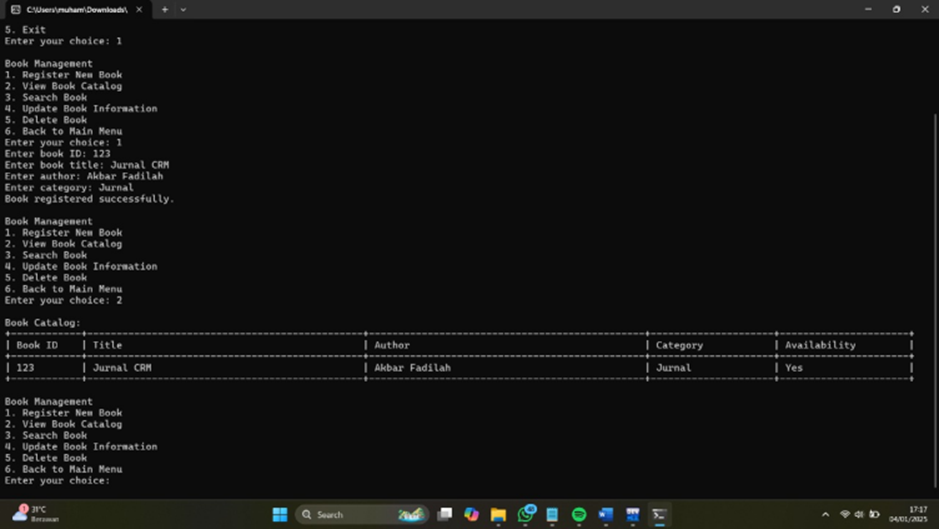 C:\Users\muham\Downloads\
5. Exit
Enter your choice: 1
Book Management
1. Register New Book
2. View Book Catalog
3. Search Book
4. Update Book Information
5. Delete Book
6. Back to Main Menu
Enter your choice: 1
Enter book ID: 123
Enter book title: Jurnal CRM
Enter author: Akbar Fadilah
Enter category: Jurnal
Book registered successfully.
Book Management
1. Register New Book
2. View Book Catalog
3. Search Book
4. Update Book Information
5. Delete Book
6. Back to Main Menu
Enter your choice: 2
Book Catalog:
| Book ID | Title | Author | Category | Availability |
| 123 | Jurnal CRM | Akbar Fadilah | Jurnal | Yes |
Book Management
1. Register New Book
2. View Book Catalog
3. Search Book
4. Update Book Information
5. Delete Book
6. Back to Main Menu
Enter your choice:
31°C
Berawan
Search
17:17
04/01/2025